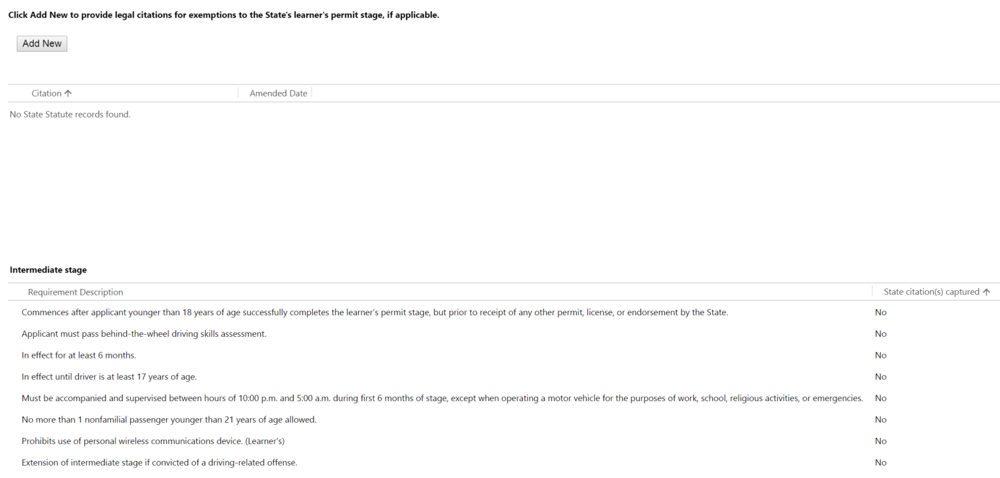 Click Add New to provide legal citations for exemptions to the State's learner's permit stage, if applicable.
Add New
Citation ↑ Amended Date
No State Statute records found.
Intermediate stage
Requirement Description State citation(s) captured ↑
Commences after applicant younger than 18 years of age successfully completes the learner's permit stage, but prior to receipt of any other permit, license, or endorsement by the State. No
Applicant must pass behind-the-wheel driving skills assessment. No
In effect for at least 6 months. No
In effect until driver is at least 17 years of age. No
Must be accompanied and supervised between hours of 10:00 p.m. and 5:00 a.m. during first 6 months of stage, except when operating a motor vehicle for the purposes of work, school, religious activities, or emergencies. No
No more than 1 nonfamilial passenger younger than 21 years of age allowed. No
Prohibits use of personal wireless communications device. (Learner's) No
Extension of intermediate stage if convicted of a driving-related offense. No